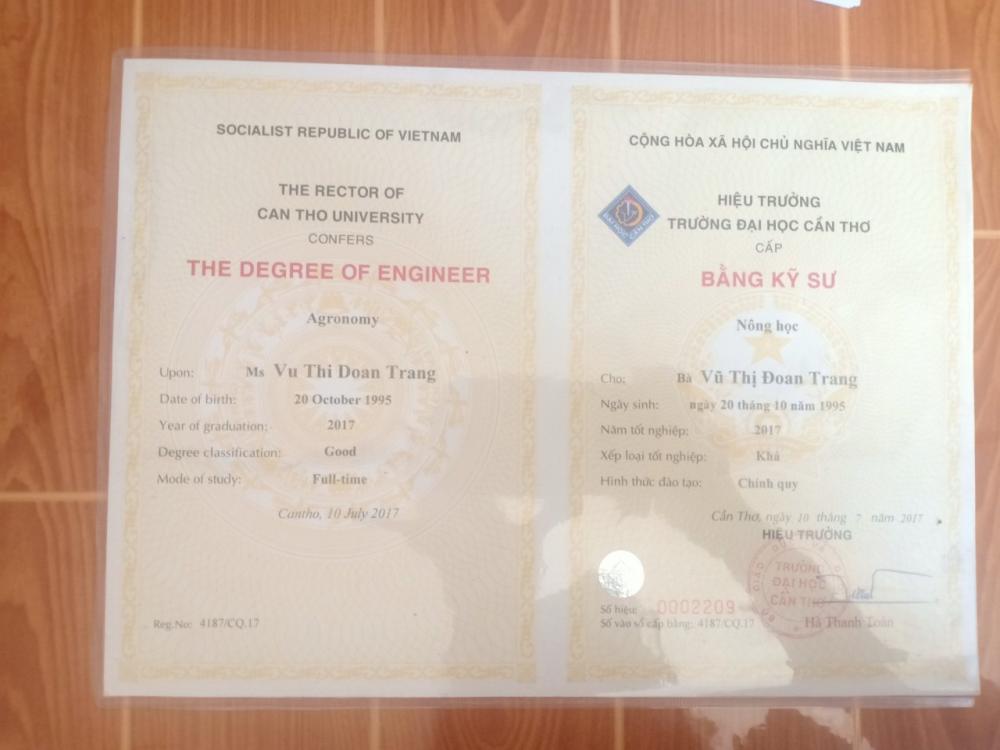 SOCIALIST REPUBLIC OF VIETNAM
THE RECTOR OF
CAN THO UNIVERSITY
CONFERS
THE DEGREE OF ENGINEER
Agronomy
Upon: Ms Vu Thi Doan Trang
Date of birth: 20 October 1995
Year of graduation: 2017
Degree classification: Good
Mode of study: Full-time
Cantho, 10 July 2017
Reg.No: 4187/CQ.17
CỘNG HÒA XÃ HỘI CHỦ NGHĨA VIỆT NAM
HIỆU TRƯỞNG
TRƯỜNG ĐẠI HỌC CẦN THƠ
CẤP
BẰNG KỸ SƯ
Nông học
Cho: Bà Vũ Thị Đoan Trang
Ngày sinh: ngày 20 tháng 10 năm 1995
Năm tốt nghiệp: 2017
Xếp loại tốt nghiệp: Khá
Hình thức đào tạo: Chính quy
Cần Thơ, ngày 10 tháng 7 năm 2017
HIỆU TRƯỞNG
TRƯỜNG
ĐẠI HỌC
CẦN THƠ
Số hiệu: 0002209
Số vào sổ cấp bằng: 4187/CQ.17
Hà Thanh Toàn
ĐẠI HỌC CẦN THƠ